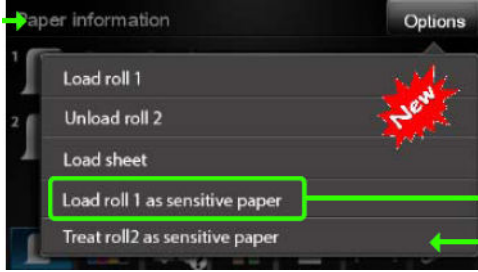 Paper information
Options
1
Load roll 1
New
Unload roll 2
2
Load sheet
Load roll 1 as sensitive paper
Treat roll2 as sensitive paper